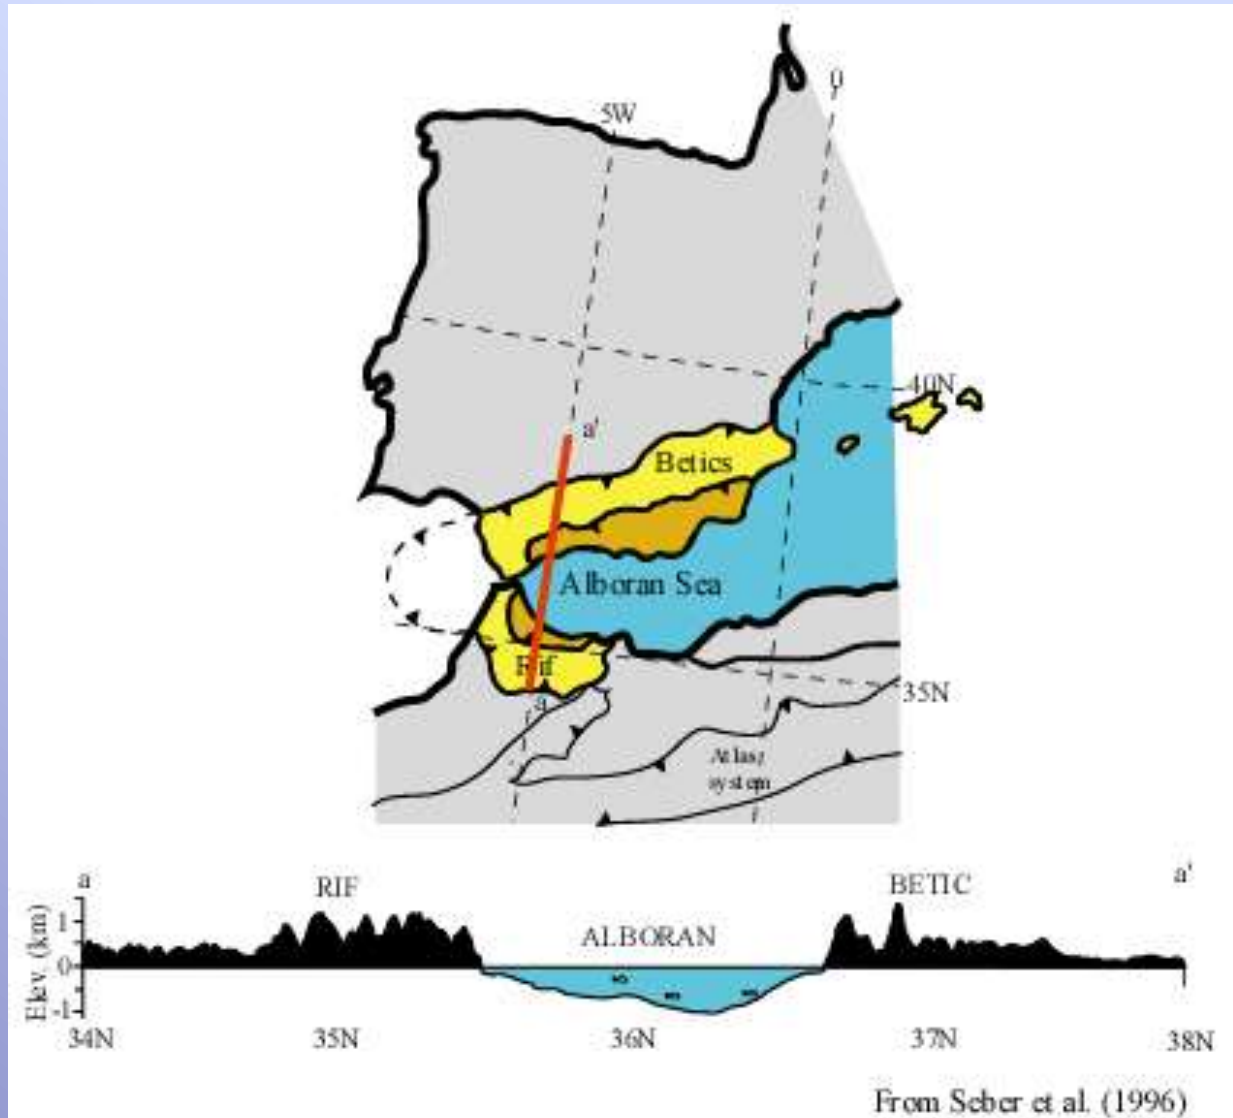 0
5W
40N
a'
Betics
Alboran Sea
Rif
a
35N
Atlas
system
a
RIF
BETIC
a'
ALBORAN
Elev. (km)
1
0
-1
34N
35N
36N
37N
38N
From Seber et al. (1996)